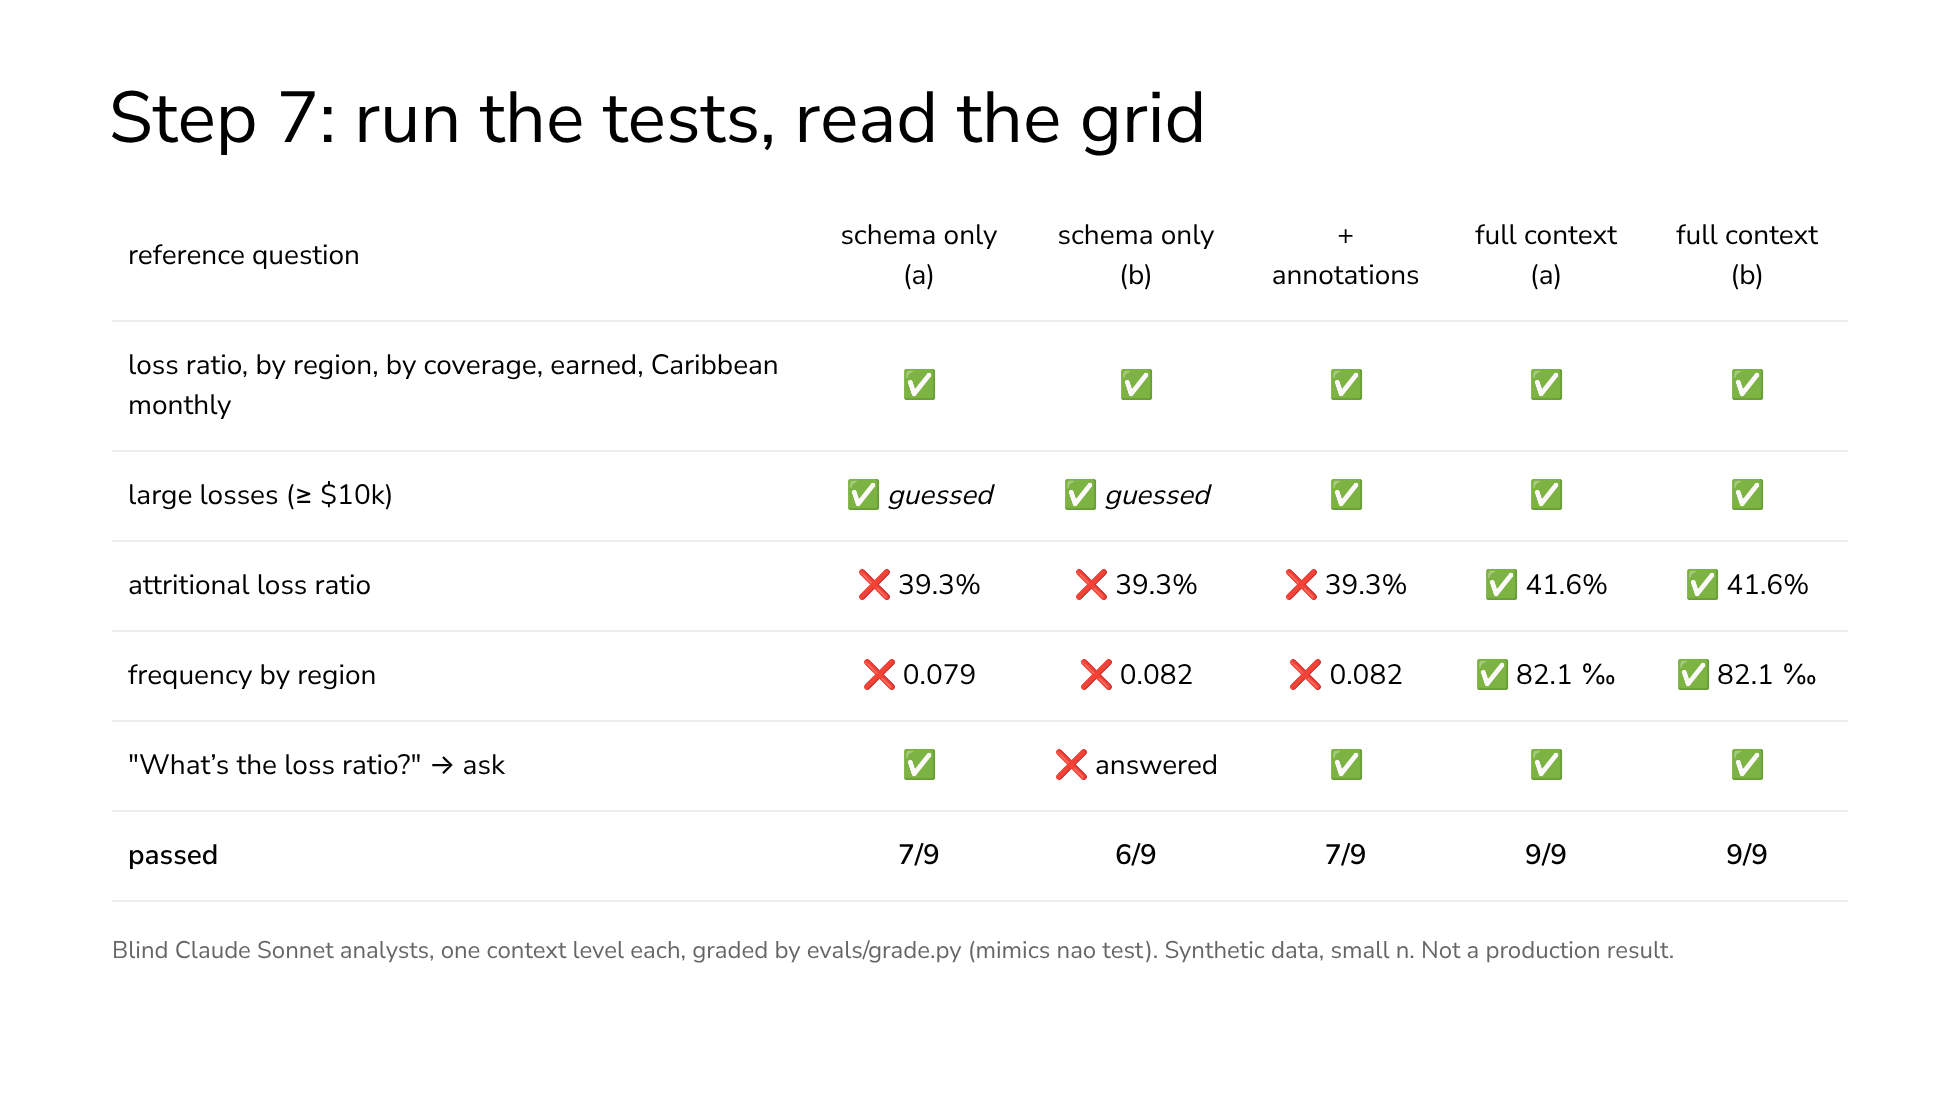 Step 7: run the tests, read the grid
reference question
schema only (a)
schema only (b)
+ annotations
full context (a)
full context (b)
loss ratio, by region, by coverage, earned, Caribbean
monthly
✅ ✅ ✅ ✅ ✅
large losses (≥ $10k) ✅ guessed ✅ guessed ✅ ✅ ✅
attritional loss ratio ❌ 39.3% ❌ 39.3% ❌ 39.3% ✅ 41.6% ✅ 41.6%
frequency by region ❌ 0.079 ❌ 0.082 ❌ 0.082 ✅ 82.1 ‰ ✅ 82.1 ‰
"What’s the loss ratio?" → ask ✅ ❌ answered ✅ ✅ ✅
passed 7/9 6/9 7/9 9/9 9/9
Blind Claude Sonnet analysts, one context level each, graded by evals/grade.py (mimics nao test). Synthetic data, small n. Not a production result.